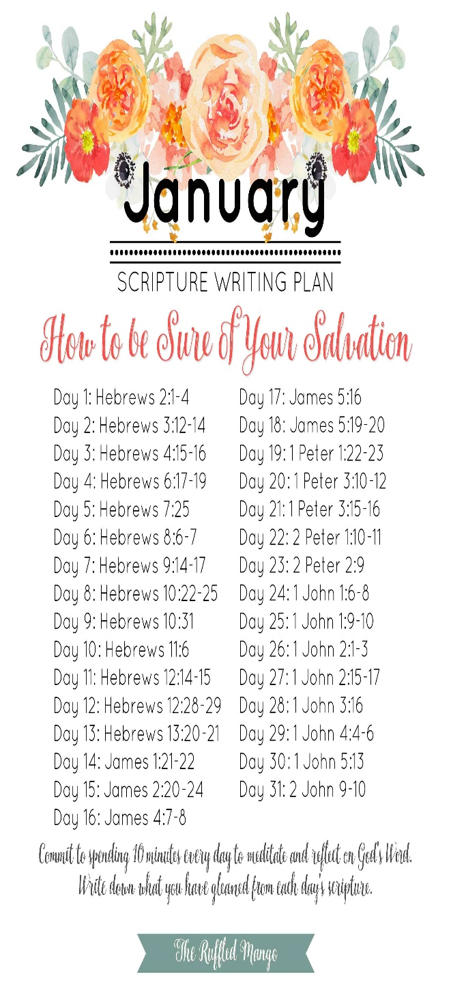 January
SCRIPTURE WRITING PLAN
How to be Sure of Your Salvation
Day 1: Hebrews 2:1-4
Day 2: Hebrews 3:12-14
Day 3: Hebrews 4:15-16
Day 4: Hebrews 6:17-19
Day 5: Hebrews 7:25
Day 6: Hebrews 8:6-7
Day 7: Hebrews 9:14-17
Day 8: Hebrews 10:22-25
Day 9: Hebrews 10:31
Day 10: Hebrews 11:6
Day 11: Hebrews 12:14-15
Day 12: Hebrews 12:28-29
Day 13: Hebrews 13:20-21
Day 14: James 1:21-22
Day 15: James 2:20-24
Day 16: James 4:7-8
Day 17: James 5:16
Day 18: James 5:19-20
Day 19: 1 Peter 1:22-23
Day 20: 1 Peter 3:10-12
Day 21: 1 Peter 3:15-16
Day 22: 2 Peter 1:10-11
Day 23: 2 Peter 2:9
Day 24: 1 John 1:6-8
Day 25: 1 John 1:9-10
Day 26: 1 John 2:1-3
Day 27: 1 John 2:15-17
Day 28: 1 John 3:16
Day 29: 1 John 4:4-6
Day 30: 1 John 5:13
Day 31: 2 John 9-10
Commit to spending 10 minutes every day to meditate and reflect on God's Word.
Write down what you have gleaned from each day's scripture.
The Ruffled Mango